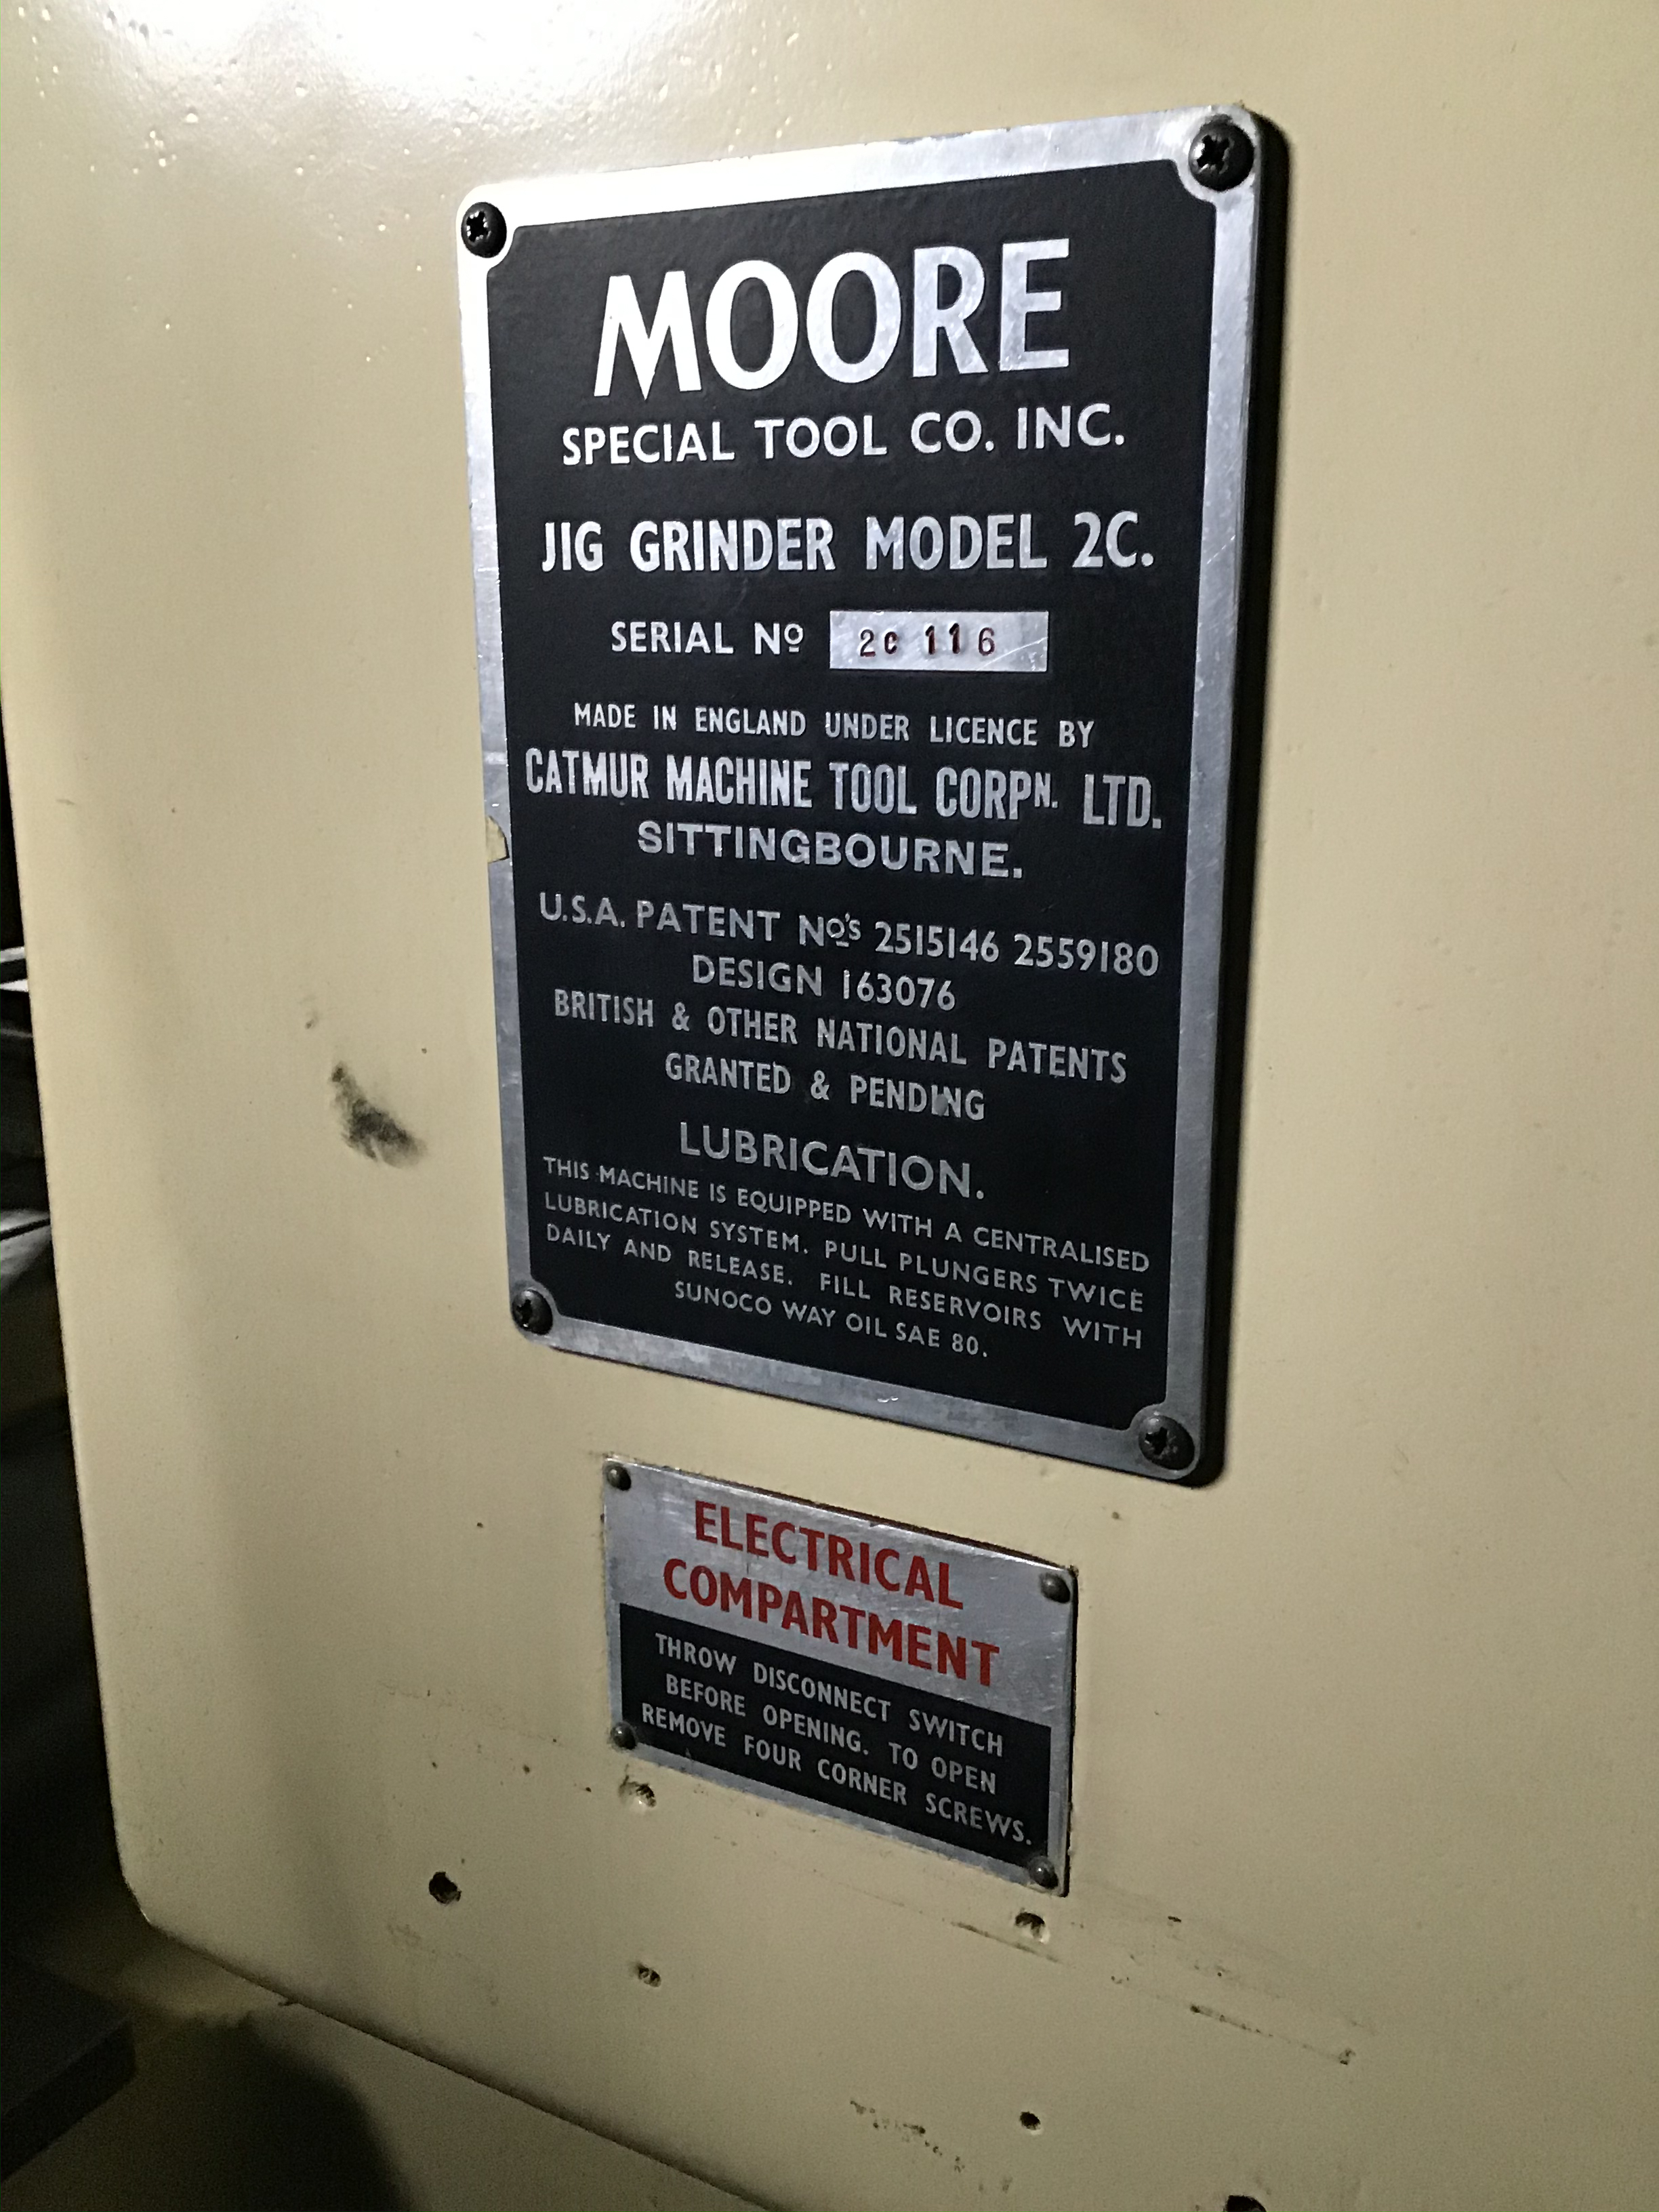 MOORE
SPECIAL TOOL CO. INC.
JIG GRINDER MODEL 2C.
SERIAL Nº 2c 116
MADE IN ENGLAND UNDER LICENCE BY
CATMUR MACHINE TOOL CORPN. LTD.
SITTINGBOURNE.
U.S.A. PATENT Nº'S 2515146 2559180
DESIGN 163076
BRITISH & OTHER NATIONAL PATENTS
GRANTED & PENDING
LUBRICATION.
THIS MACHINE IS EQUIPPED WITH A CENTRALISED
LUBRICATION SYSTEM. PULL PLUNGERS TWICE
DAILY AND RELEASE. FILL RESERVOIRS WITH
SUNOCO WAY OIL SAE 80.
ELECTRICAL
COMPARTMENT
THROW DISCONNECT SWITCH
BEFORE OPENING. TO OPEN
REMOVE FOUR CORNER SCREWS.